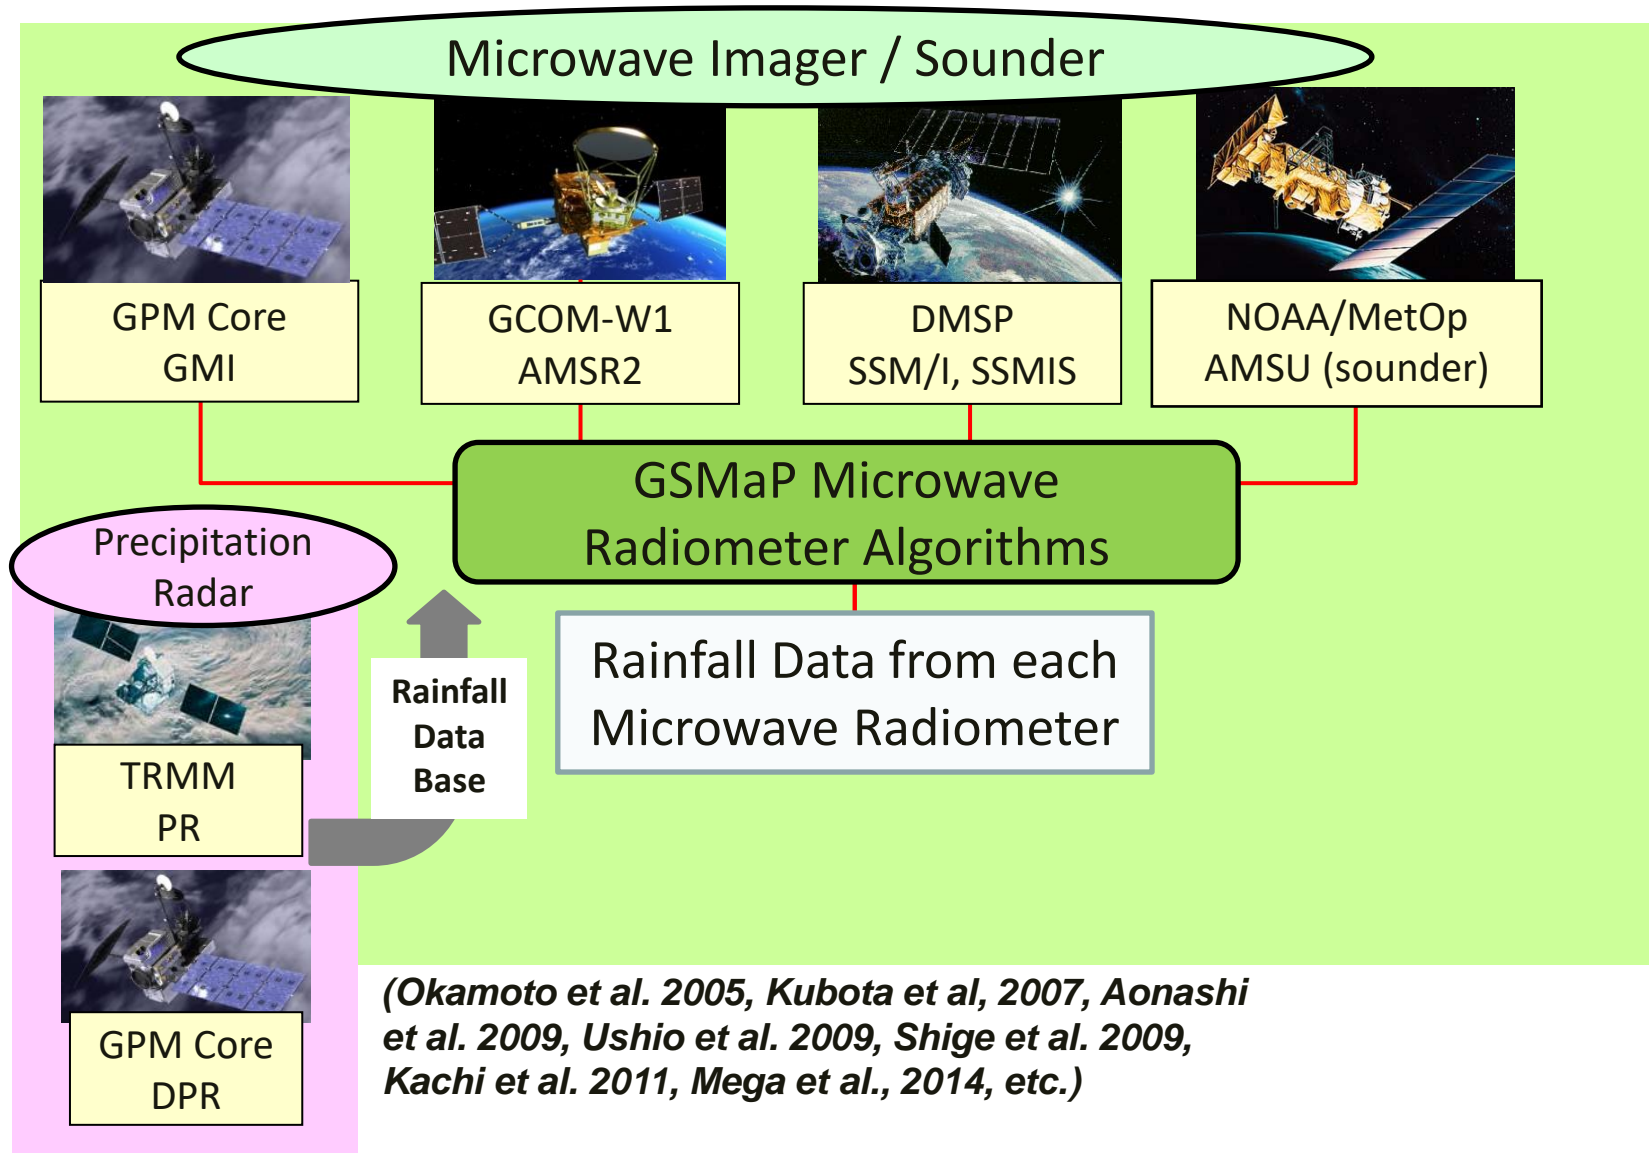 Microwave Imager / Sounder
GPM Core
GMI
GCOM-W1
AMSR2
DMSP
SSM/I, SSMIS
NOAA/MetOp
AMSU (sounder)
GSMaP Microwave
Radiometer Algorithms
Precipitation
Radar
Rainfall
Data
Base
Rainfall Data from each
Microwave Radiometer
TRMM
PR
GPM Core
DPR
(Okamoto et al. 2005, Kubota et al, 2007, Aonashi
et al. 2009, Ushio et al. 2009, Shige et al. 2009,
Kachi et al. 2011, Mega et al., 2014, etc.)